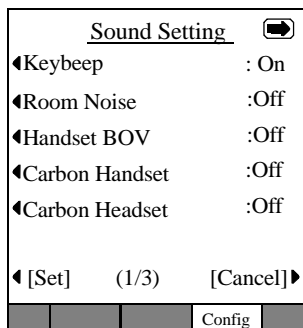 Sound Setting
Keybeep : On
Room Noise :Off
Handset BOV :Off
Carbon Handset :Off
Carbon Headset :Off
[Set] (1/3) [Cancel]
Config